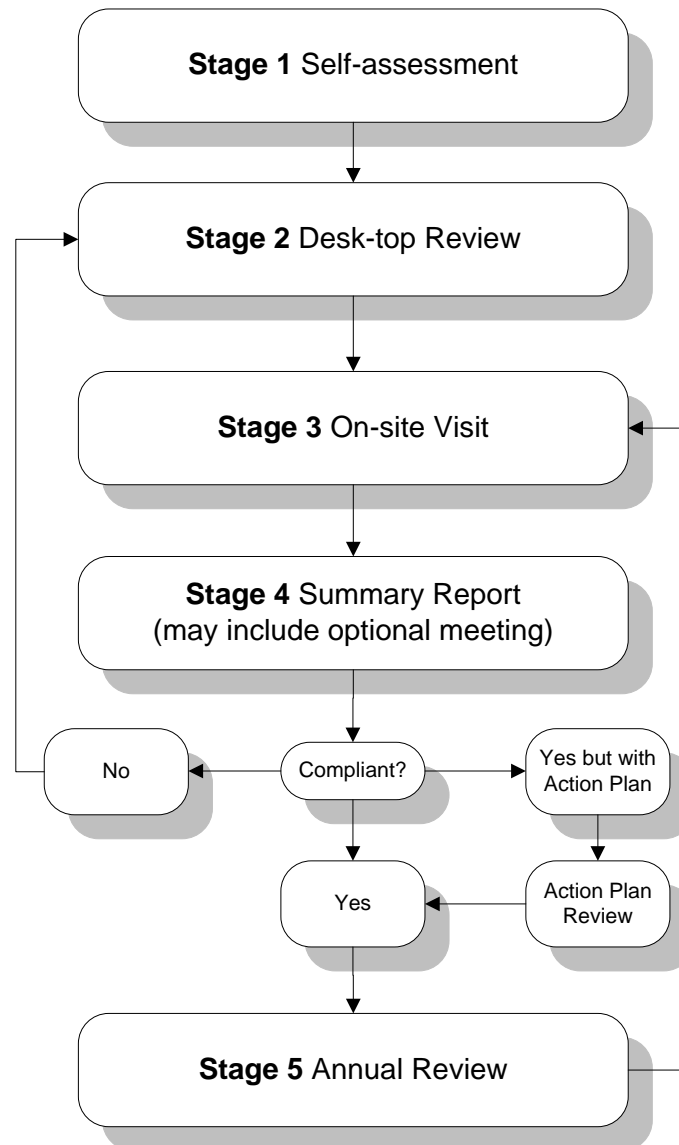 Stage 1 Self-assessment
Stage 2 Desk-top Review
Stage 3 On-site Visit
Stage 4 Summary Report
(may include optional meeting)
No
Compliant?
Yes but with
Action Plan
Yes
Action Plan
Review
Stage 5 Annual Review